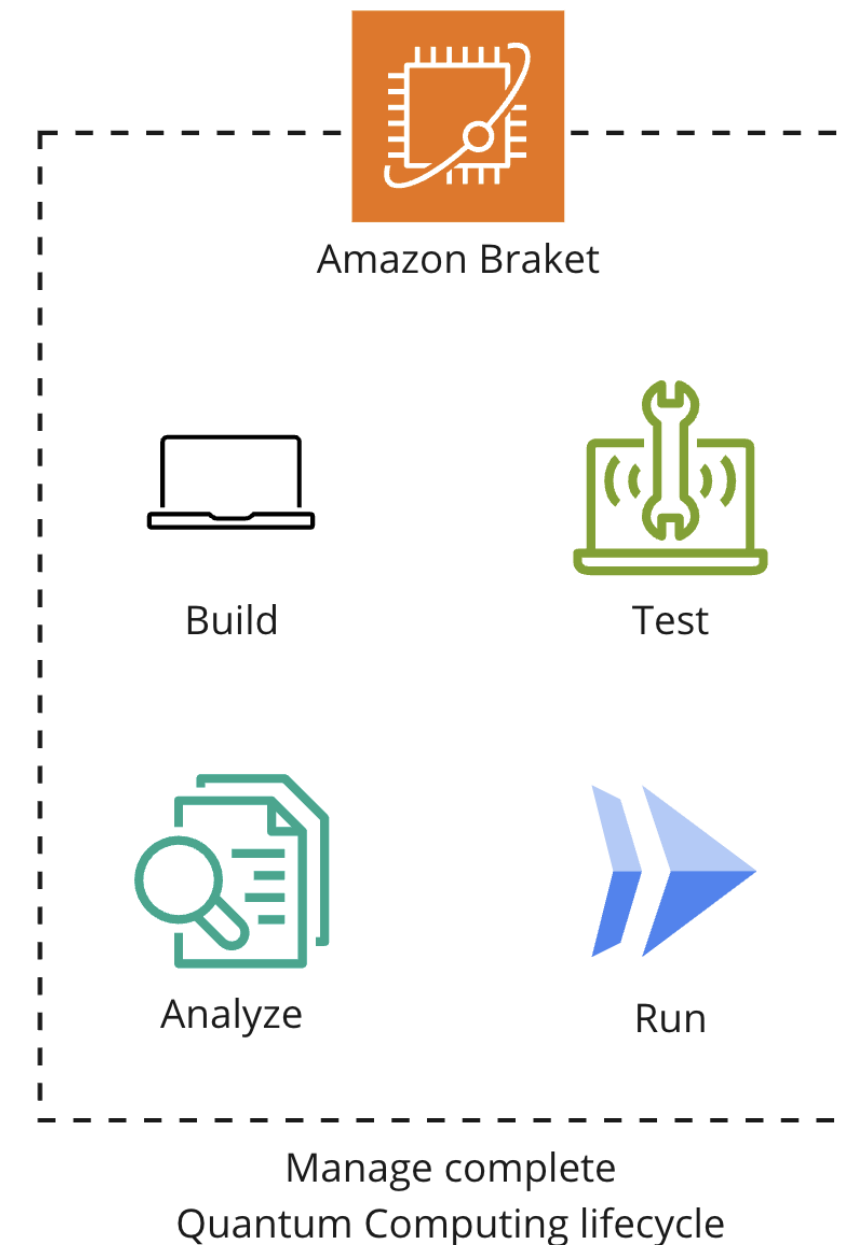 Amazon Braket
Build
Test
Analyze
Run
Manage complete
Quantum Computing lifecycle